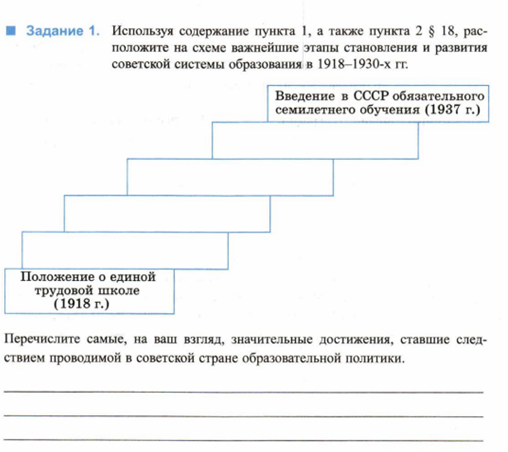 Задание 1. Используя содержание пункта 1, а также пункта 2 § 18, рас-
положите на схеме важнейшие этапы становления и развития
советской системы образования в 1918–1930-х гг.
Введение в СССР обязательного
семилетнего обучения (1937 г.)
Положение о единой
трудовой школе
(1918 г.)
Перечислите самые, на ваш взгляд, значительные достижения, ставшие след-
ствием проводимой в советской стране образовательной политики.